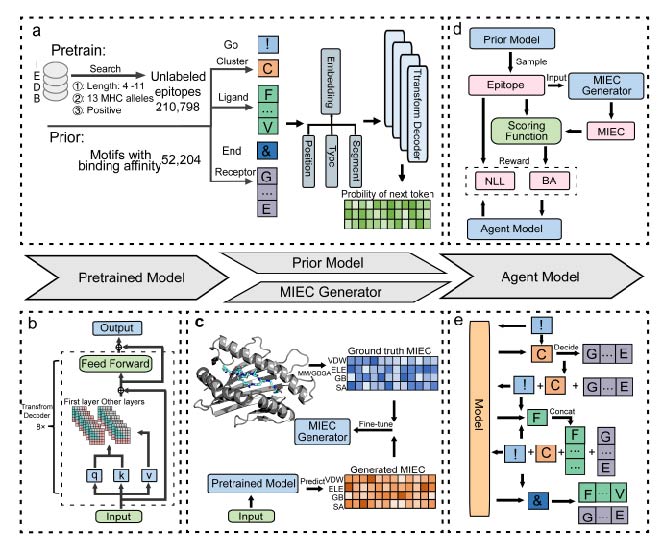 a
Pretrain:
I
E
D
B
Search
①: Length: 4 -11
②: 13 MHC alleles
③: Positive
Unlabeled
epitopes
210,798
Prior:
Motifs with
binding affinity
52,204
Go
!
Cluster
C
Ligand
F
...
V
End
&
Receptor
G
...
E
Embedding
Position
Type
Segment
Ttransform Decoder
Probility of next token
d
Prior Model
Sample
Epitope
Input
MIEC
Generator
Scoring
Function
MIEC
Reward
NLL
BA
Agent Model
Pretrained Model
Prior Model
MIEC Generator
Agent Model
b
Output
Feed Forward
First layer Other layers
Transfrom
Decoder
8×
q
k
v
Input
c
Ground truth MIEC
MM/GBGA
VDW
ELE
GB
SA
MIEC
Generator
Fine-tune
Pretrained Model
Predict
Generated MIEC
VDW
ELE
GB
SA
Input
e
Model
!
C
Decide
G ... E
! + C + G ... E
F
Concat
! + C + F ... ... + G ... E
&
F ... V
G ... E